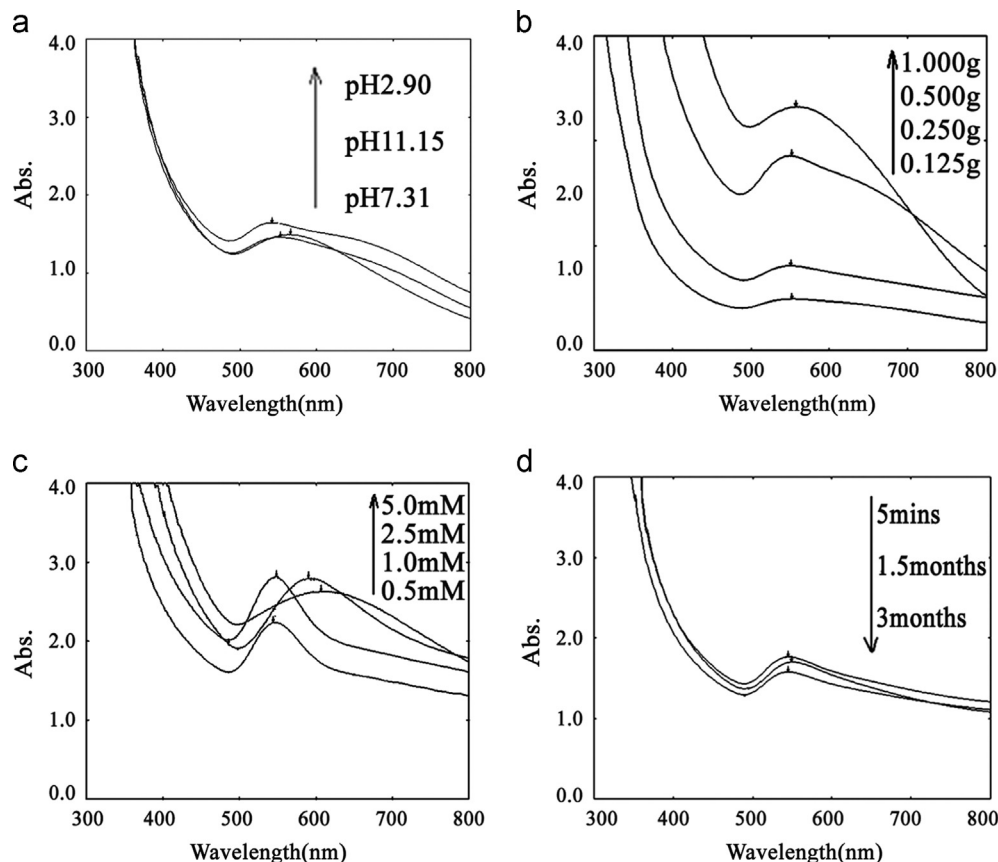 a
4.0
3.0
2.0
1.0
0.0
Abs.
pH2.90
pH11.15
pH7.31
300 400 500 600 700 800
Wavelength(nm)
b
4.0
3.0
2.0
1.0
0.0
Abs.
1.000g
0.500g
0.250g
0.125g
300 400 500 600 700 800
Wavelength(nm)
c
4.0
3.0
2.0
1.0
0.0
Abs.
5.0mM
2.5mM
1.0mM
0.5mM
300 400 500 600 700 800
Wavelength(nm)
d
4.0
3.0
2.0
1.0
0.0
Abs.
5mins
1.5months
3months
300 400 500 600 700 800
Wavelength(nm)